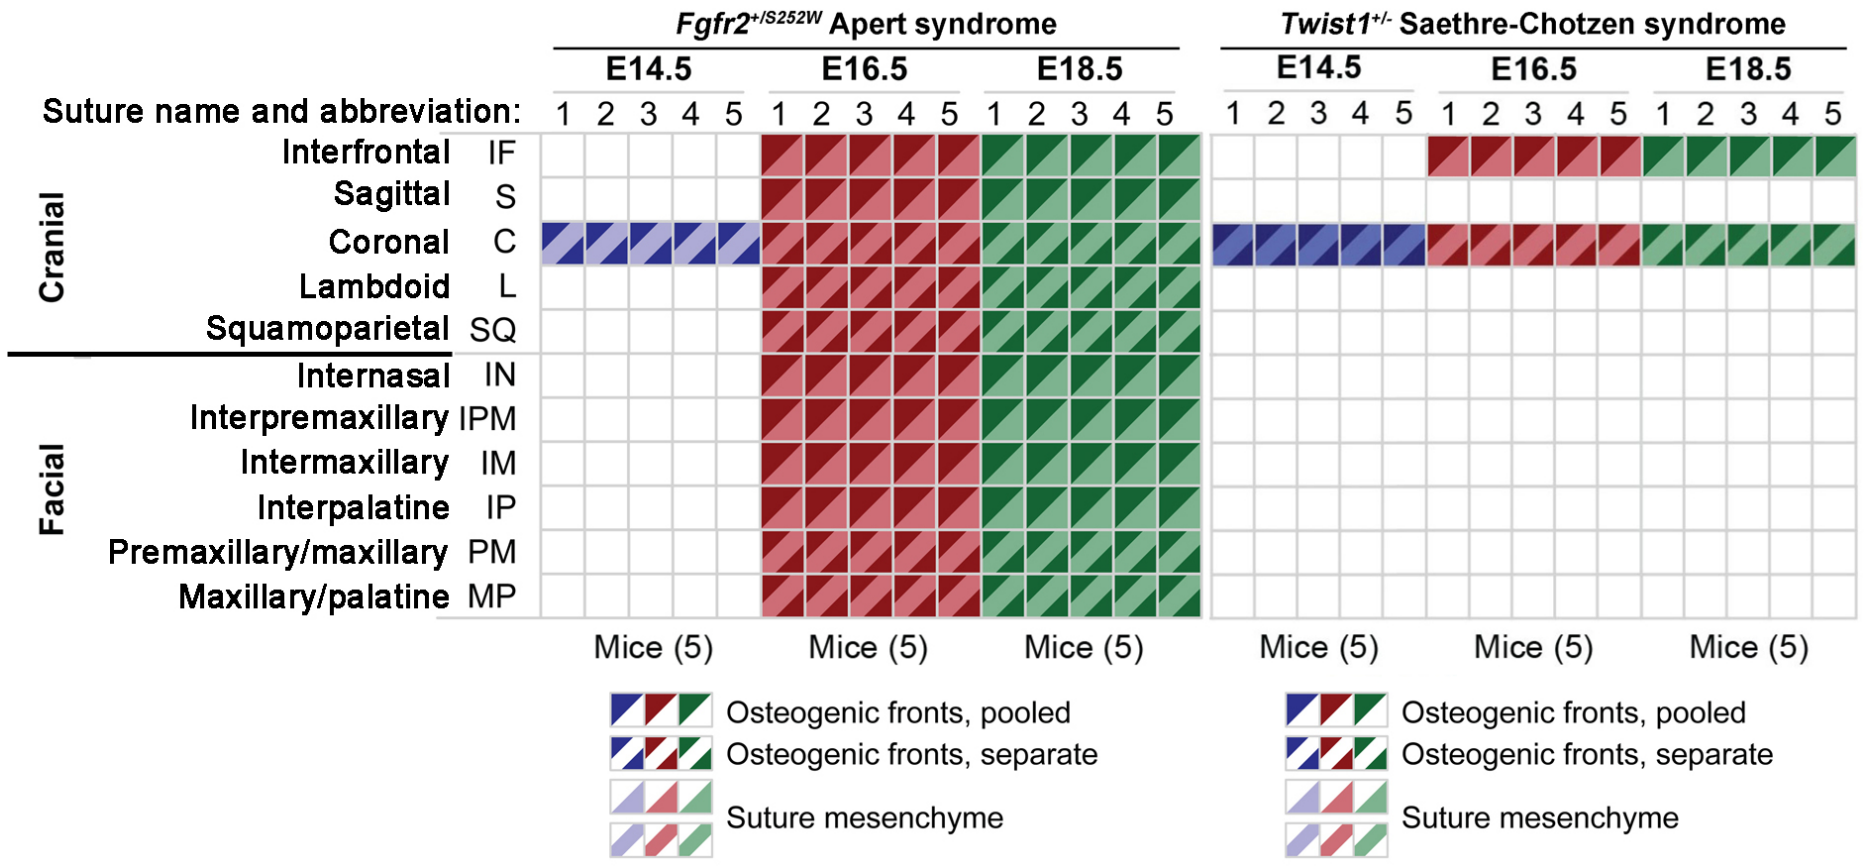 Fgfr2+/S252W Apert syndrome Twist1+/- Saethre-Chotzen syndrome
E14.5 E16.5 E18.5 E14.5 E16.5 E18.5
Suture name and abbreviation: 1 2 3 4 5 1 2 3 4 5 1 2 3 4 5 1 2 3 4 5 1 2 3 4 5 1 2 3 4 5
Cranial
Interfrontal IF
Sagittal S
Coronal C
Lambdoid L
Squamoparietal SQ
Facial
Internasal IN
Interpremaxillary IPM
Intermaxillary IM
Interpalatine IP
Premaxillary/maxillary PM
Maxillary/palatine MP
Mice (5) Mice (5) Mice (5) Mice (5) Mice (5) Mice (5)
Osteogenic fronts, pooled Osteogenic fronts, pooled
Osteogenic fronts, separate Osteogenic fronts, separate
Suture mesenchyme Suture mesenchyme